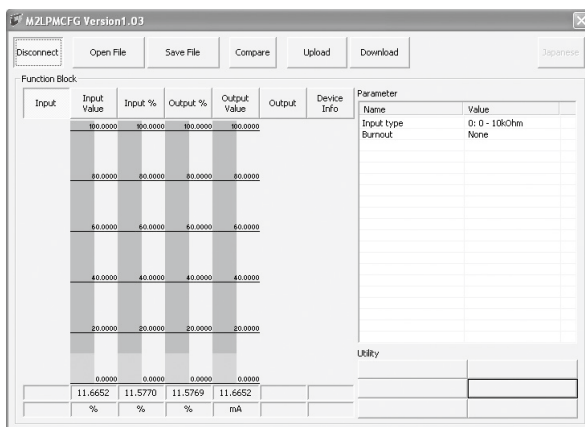 M2LPMCFG Version1.03
Disconnect Open File Save File Compare Upload Download Japanese
Function Block
Input Input Value Input % Output % Output Value Output Device Info
100.0000 100.0000 100.0000 100.0000
80.0000 80.0000 80.0000 80.0000
60.0000 60.0000 60.0000 60.0000
40.0000 40.0000 40.0000 40.0000
20.0000 20.0000 20.0000 20.0000
0.0000 0.0000 0.0000 0.0000
11.6652 11.5770 11.5769 11.6652
% % % mA
Parameter
Name Value
Input type 0: 0 - 10kOhm
Burnout None
Utility